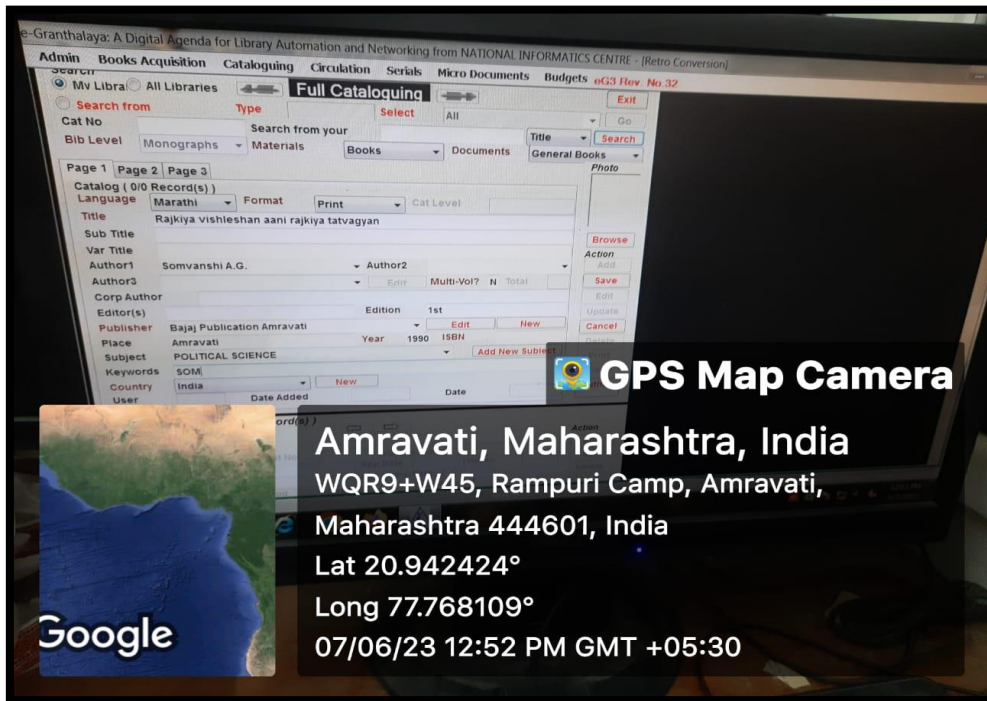 e-Granthalaya: A Digital Agenda for Library Automation and Networking from NATIONAL INFORMATICS CENTRE - [Retro Conversion]
Admin Books Acquisition Cataloguing Circulation Serials Micro Documents Budgets eG3 Rev No 32
Search
My Librar All Libraries Full Cataloguing Exit
Search from Type Select All Go
Cat No Search from your Title Search
Bib Level Monographs Materials Books Documents General Books
Page 1 Page 2 Page 3 Photo
Catalog ( 0/0 Record(s) )
Language Marathi Format Print Cat Level
Title Rajkiya vishleshan aani rajkiya tatvagyan
Sub Title Browse
Var Title Action
Author1 Somvanshi A.G. Author2 Add
Author3 Edit Multi-Vol? N Total Save
Corp Author Edit
Editor(s) Edition 1st Update
Publisher Bajaj Publication Amravati Edit New Cancel
Place Amravati Year 1990 ISBN Delete
Subject POLITICAL SCIENCE Add New Subject
Keywords SOM
Country India New
User Date Added Date
ord(s) ) Action
GPS Map Camera
Amravati, Maharashtra, India
WQR9+W45, Rampuri Camp, Amravati,
Maharashtra 444601, India
Lat 20.942424°
Long 77.768109°
07/06/23 12:52 PM GMT +05:30
Google